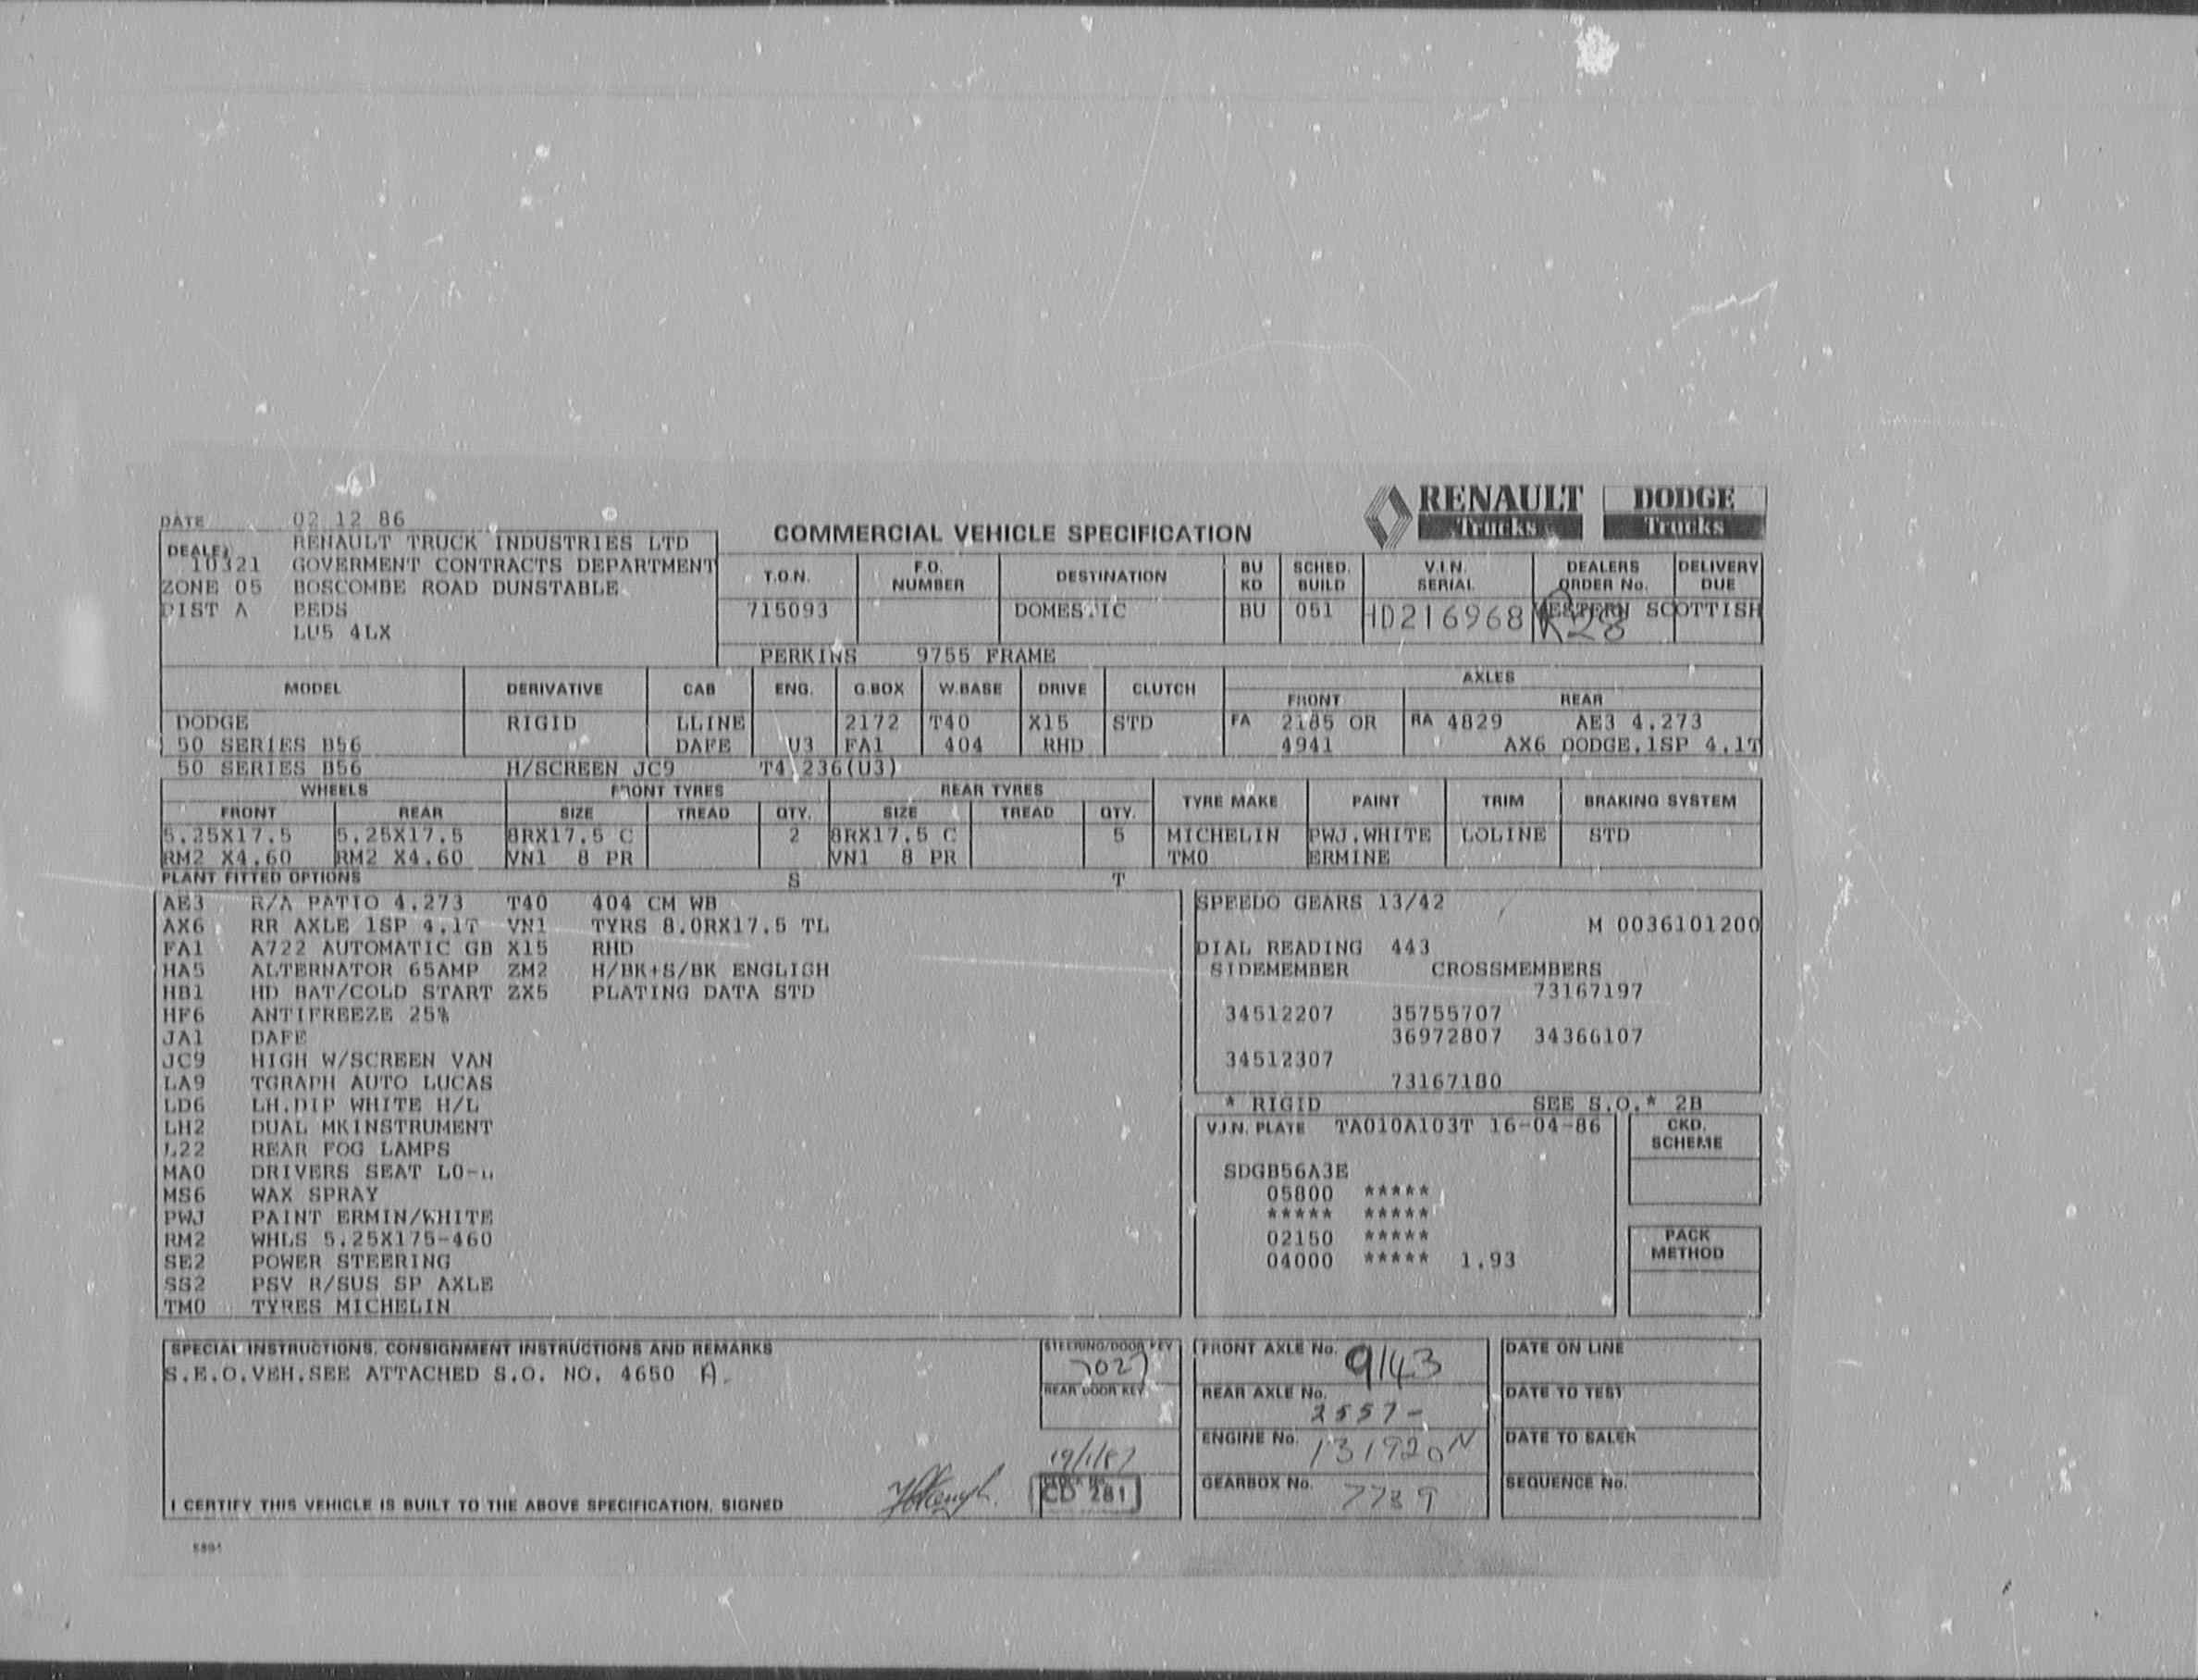 RENAULT Trucks DODGE Trucks
COMMERCIAL VEHICLE SPECIFICATION
DATE 02 12 86
DEALER RENAULT TRUCK INDUSTRIES LTD
10321 GOVERMENT CONTRACTS DEPARTMENT
ZONE 05 BOSCOMBE ROAD DUNSTABLE
DIST A BEDS
LU5 4LX
T.O.N. F.O. NUMBER DESTINATION BU KD SCHED. BUILD V.I.N. SERIAL DEALERS ORDER No. DELIVERY DUE
715093 DOMES.IC BU 051 HD216968 WESTERN SCOTTISH
R28
PERKINS 9755 FRAME
MODEL DERIVATIVE CAB ENG. G.BOX W.BASE DRIVE CLUTCH AXLES
FRONT REAR
DODGE RIGID LLINE 2172 T40 X15 STD FA 2185 OR RA 4829 AE3 4.273
50 SERIES B56 DAFE U3 FA1 404 RHD 4941 AX6 DODGE.1SP 4.1T
50 SERIES B56 H/SCREEN JC9 T4 236(U3)
WHEELS FRONT TYRES REAR TYRES TYRE MAKE PAINT TRIM BRAKING SYSTEM
FRONT REAR SIZE TREAD QTY. SIZE TREAD QTY.
5.25X17.5 5.25X17.5 8RX17.5 C 2 8RX17.5 C 5 MICHELIN PWJ.WHITE LOLINE STD
RM2 X4.60 RM2 X4.60 VN1 8 PR VN1 8 PR TM0 ERMINE
PLANT FITTED OPTIONS S T
AE3 R/A RATIO 4.273 T40 404 CM WB
AX6 RR AXLE 1SP 4.1T VN1 TYRS 8.0RX17.5 TL
FA1 A722 AUTOMATIC GB X15 RHD
HA5 ALTERNATOR 65AMP ZM2 H/BK+S/BK ENGLISH
HB1 HD BAT/COLD START ZX5 PLATING DATA STD
HF6 ANTIFREEZE 25%
JA1 DAFE
JC9 HIGH W/SCREEN VAN
LA9 TGRAPH AUTO LUCAS
LD6 LH.DIP WHITE H/L
LH2 DUAL MKINSTRUMENT
L22 REAR FOG LAMPS
MA0 DRIVERS SEAT LO-
MS6 WAX SPRAY
PWJ PAINT ERMIN/WHITE
RM2 WHLS 5.25X175-460
SE2 POWER STEERING
SS2 PSV R/SUS SP AXLE
TM0 TYRES MICHELIN
SPEEDO GEARS 13/42
M 0036101200
DIAL READING 443
SIDEMEMBER CROSSMEMBERS
73167197
34512207 35755707
36972807 34366107
34512307
73167180
* RIGID SEE S.O.* 2B
V.I.N. PLATE TA010A103T 16-04-86
SDGB56A3E
05800 *****
***** *****
02150 *****
04000 ***** 1.93
CKD. SCHEME
PACK METHOD
SPECIAL INSTRUCTIONS, CONSIGNMENT INSTRUCTIONS AND REMARKS
S.E.O.VEH.SEE ATTACHED S.O. NO. 4650 A.
I CERTIFY THIS VEHICLE IS BUILT TO THE ABOVE SPECIFICATION, SIGNED
STEERING/DOOR KEY
7027
REAR DOOR KEY
19/1/87
CD 281
FRONT AXLE No. 9143
REAR AXLE No. 2557-
ENGINE No. 131920N
GEARBOX No. 7789
DATE ON LINE
DATE TO TEST
DATE TO SALES
SEQUENCE No.